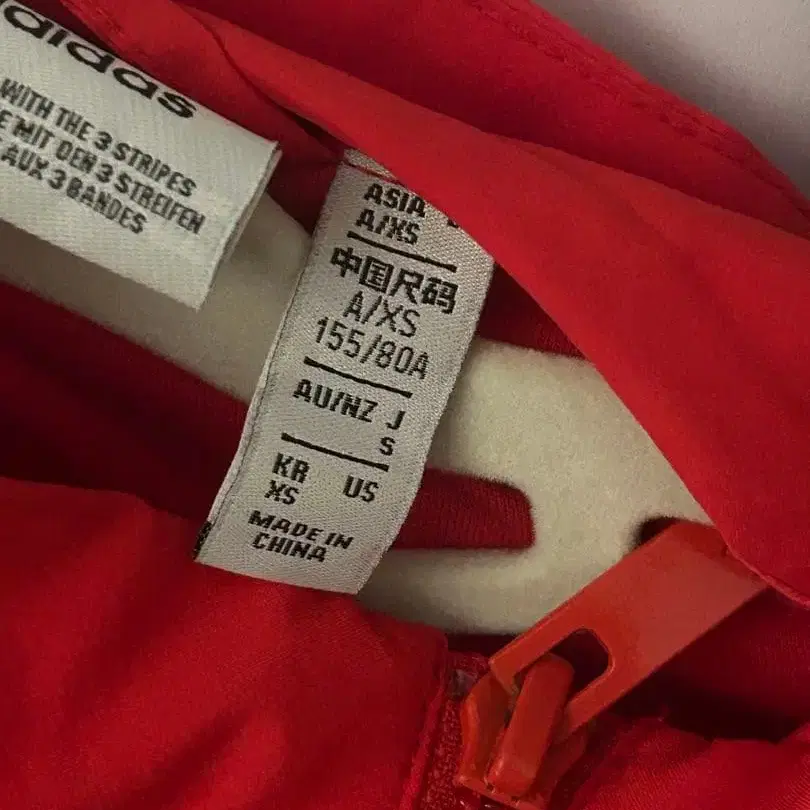 adidas
WITH THE 3 STRIPES
MIT DEN 3 STREIFEN
AUX 3 BANDES
ASIA
A/XS
中国尺码
A/XS
155/80A
AU/NZ J
S
KR US
XS
MADE IN
CHINA